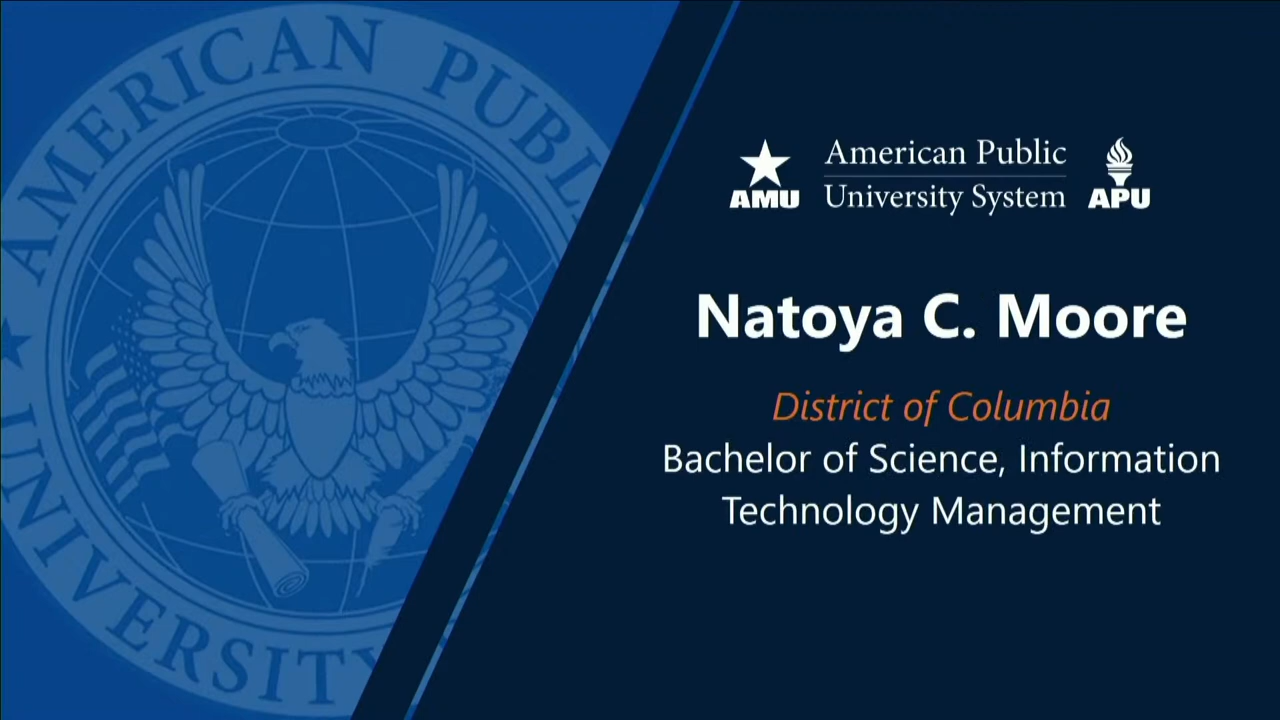 AMERICAN PUBLIC
UNIVERSITY
American Public
University System
AMU
APU
Natoya C. Moore
District of Columbia
Bachelor of Science, Information
Technology Management